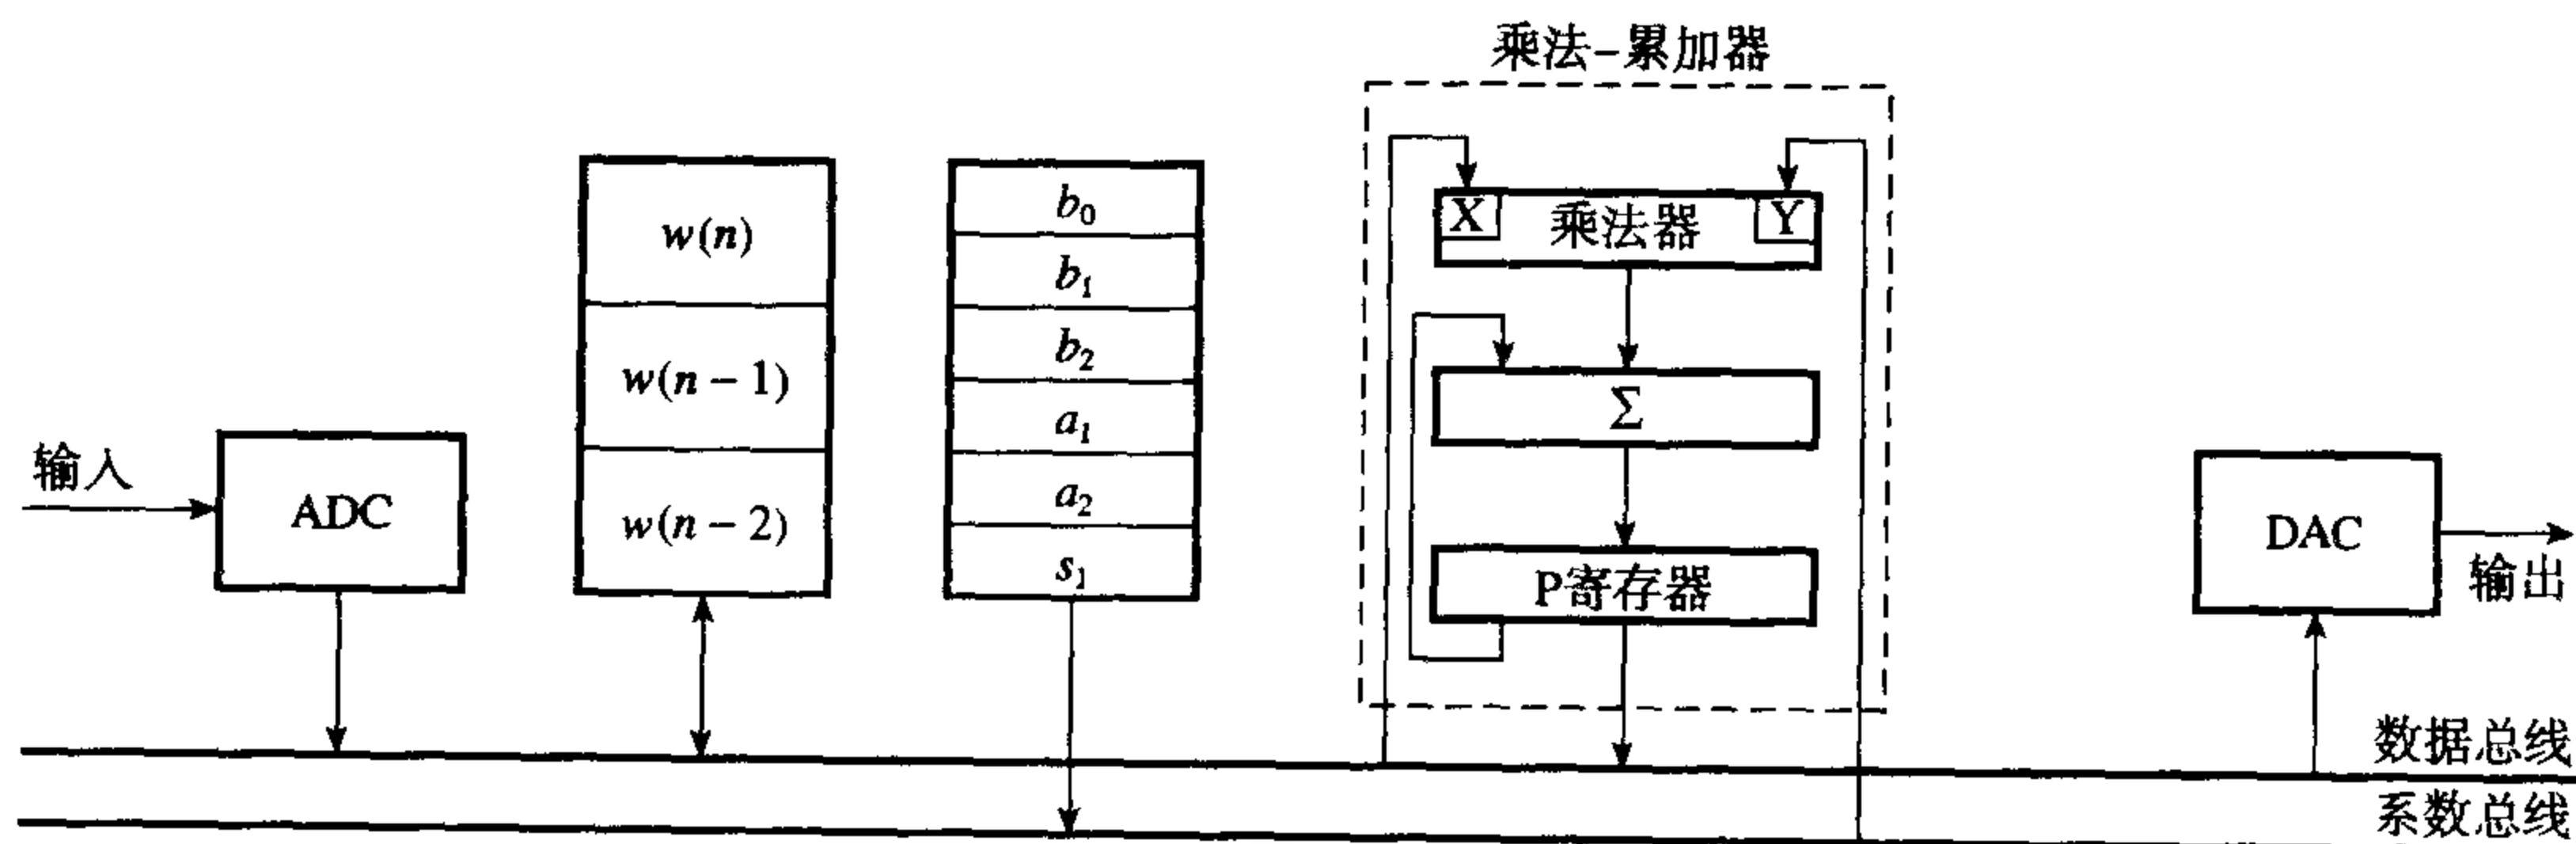 乘法-累加器
输入
ADC
w(n)
w(n − 1)
w(n − 2)
b₀
b₁
b₂
a₁
a₂
s₁
X
乘法器
Y
Σ
P寄存器
DAC
输出
数据总线
系数总线